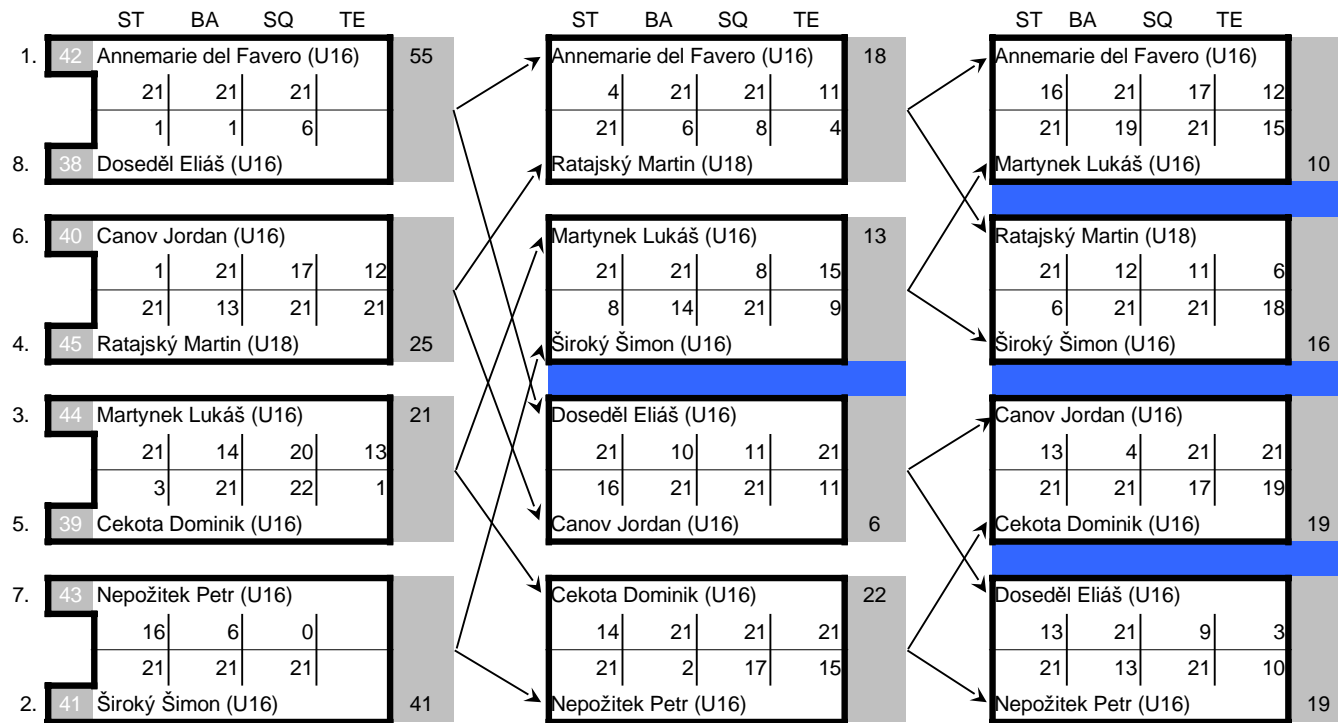 ST BA SQ TE ST BA SQ TE ST BA SQ TE
1. 42 Annemarie del Favero (U16) 55 Annemarie del Favero (U16) 18 Annemarie del Favero (U16)
21 21 21 4 21 21 11 16 21 17 12
1 1 6 21 6 8 4 21 19 21 15
8. 38 Doseděl Eliáš (U16) Ratajský Martin (U18) Martynek Lukáš (U16) 10
6. 40 Canov Jordan (U16) Martynek Lukáš (U16) 13 Ratajský Martin (U18)
1 21 17 12 21 21 8 15 21 12 11 6
21 13 21 21 8 14 21 9 6 21 21 18
4. 45 Ratajský Martin (U18) 25 Široký Šimon (U16) Široký Šimon (U16) 16
3. 44 Martynek Lukáš (U16) 21 Doseděl Eliáš (U16) Canov Jordan (U16)
21 14 20 13 21 10 11 21 13 4 21 21
3 21 22 1 16 21 21 11 21 21 17 19
5. 39 Cekota Dominik (U16) Canov Jordan (U16) 6 Cekota Dominik (U16) 19
7. 43 Nepožitek Petr (U16) Cekota Dominik (U16) 22 Doseděl Eliáš (U16)
16 6 0 14 21 21 21 13 21 9 3
21 21 21 21 2 17 15 21 13 21 10
2. 41 Široký Šimon (U16) 41 Nepožitek Petr (U16) Nepožitek Petr (U16) 19